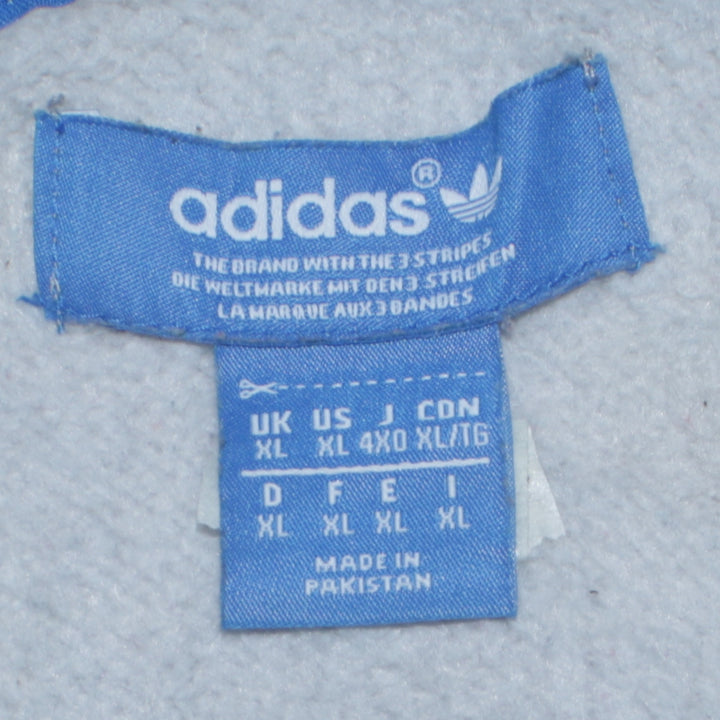 adidas®
THE BRAND WITH THE 3 STRIPES
DIE WELTMARKE MIT DEN 3 STREIFEN
LA MARQUE AUX 3 BANDES
UK US J CDN
XL XL 4XO XL/TG
D F E I
XL XL XL XL
MADE IN
PAKISTAN